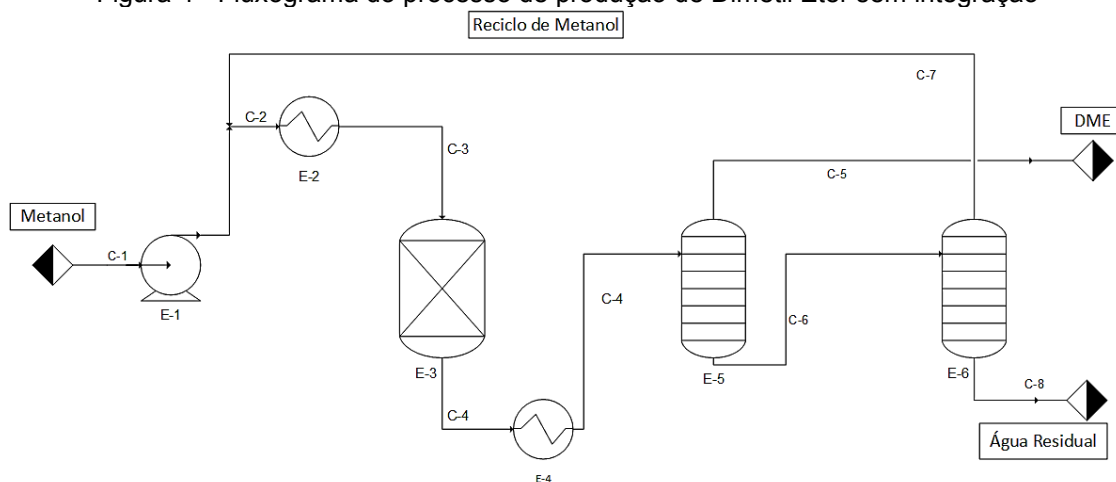 Figura 4 - Fluxograma do processo de produção de Dimetil Éter com integração
Reciclo de Metanol
C-7
C-2
DME
C-3
E-2
C-5
Metanol
C-1
C-4
C-6
E-1
E-3
E-5
E-6
C-8
C-4
Água Residual
E-4